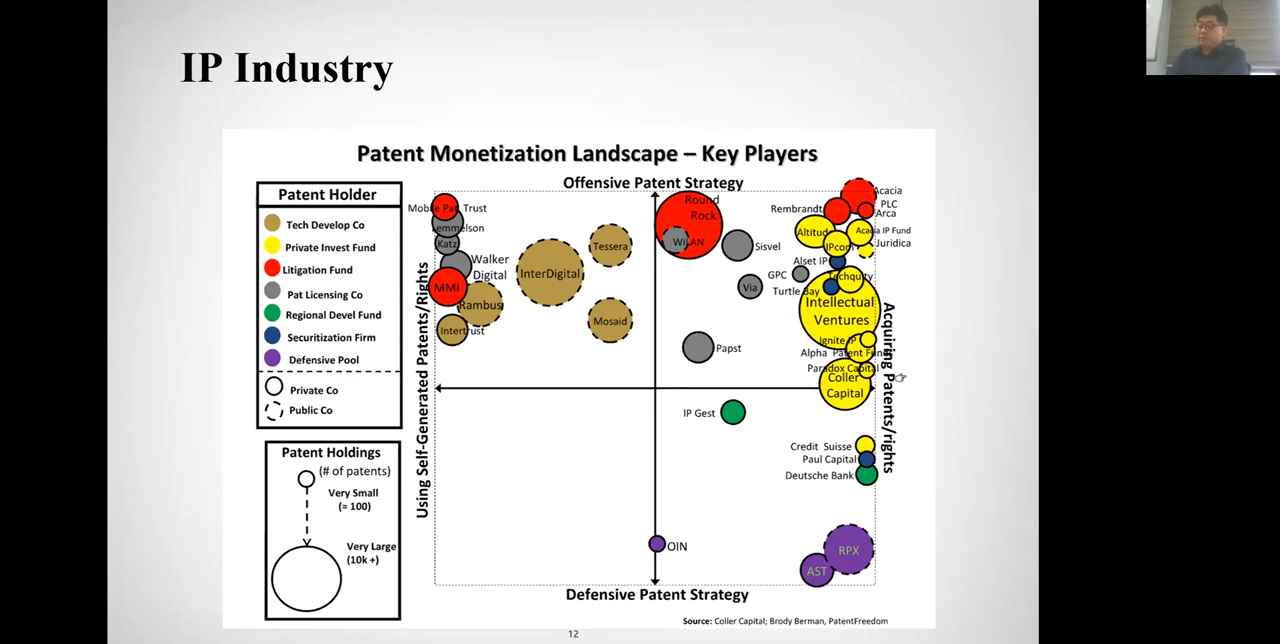 IP Industry
Patent Monetization Landscape – Key Players
Offensive Patent Strategy
Patent Holder
Tech Develop Co
Private Invest Fund
Litigation Fund
Pat Licensing Co
Regional Devel Fund
Securitization Firm
Defensive Pool
Private Co
Public Co
Patent Holdings
(# of patents)
Very Small
(≈ 100)
Very Large
(10k +)
Using Self-Generated Patents/Rights
Mobile Pat Trust
Lemmelson
Katz
Walker
Digital
MMI
Rambus
Intertrust
InterDigital
Tessera
Mosaid
Round
Rock
WiLAN
Sisvel
Via
GPC
Papst
Rembrandt
Acacia
PLC
Arca
Altitud
Acacia IP Fund
IPcom
Juridica
Alset IP
Techquity
Turtle Bay
Intellectual
Ventures
Ignite IP
Alpha Patent Fund
Paradox Capital
Coller
Capital
Acquiring Patents/rights
IP Gest
Credit Suisse
Paul Capital
Deutsche Bank
OIN
RPX
AST
Defensive Patent Strategy
Source: Coller Capital; Brody Berman, PatentFreedom
12